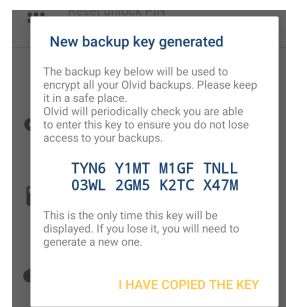 Reset unlock PIN
New backup key generated
The backup key below will be used to
encrypt all your Olvid backups. Please keep
it in a safe place.
Olvid will periodically check you are able
to enter this key to ensure you do not lose
access to your backups.
TYN6 Y1MT M1GF TNLL
03WL 2GM5 K2TC X47M
This is the only time this key will be
displayed. If you lose it, you will need to
generate a new one.
I HAVE COPIED THE KEY